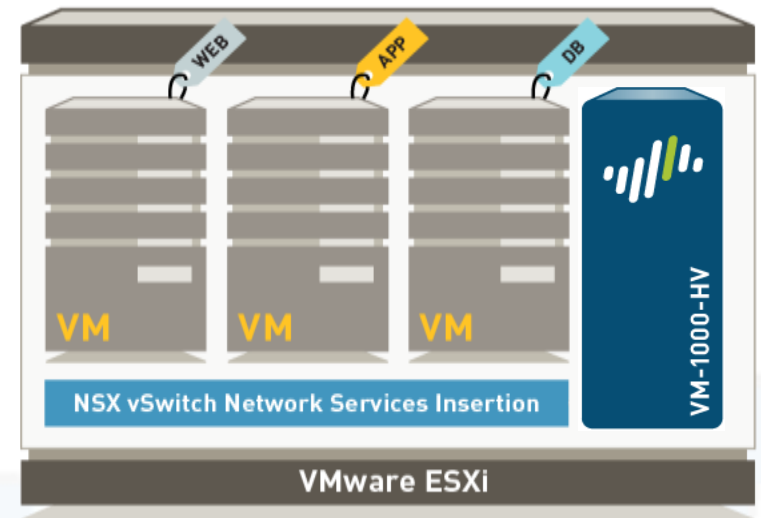 WEB
APP
DB
VM
VM
VM
VM-1000-HV
NSX vSwitch Network Services Insertion
VMware ESXi